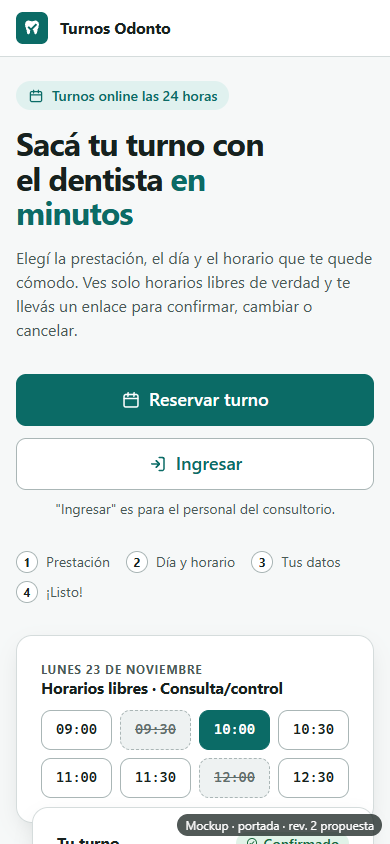 Turnos Odonto
Turnos online las 24 horas
Sacá tu turno con
el dentista en
minutos
Elegí la prestación, el día y el horario que te quede
cómodo. Ves solo horarios libres de verdad y te
llevás un enlace para confirmar, cambiar o
cancelar.
Reservar turno
Ingresar
"Ingresar" es para el personal del consultorio.
1 Prestación 2 Día y horario 3 Tus datos
4 ¡Listo!
LUNES 23 DE NOVIEMBRE
Horarios libres · Consulta/control
09:00 09:30 10:00 10:30
11:00 11:30 12:00 12:30
Mockup · portada · rev. 2 propuesta
Tu turno Confirmado